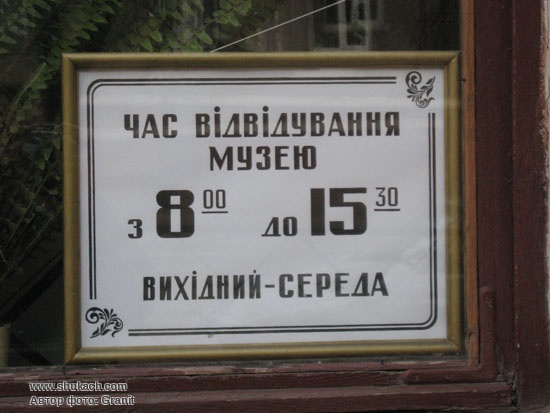 ЧАС ВІДВІДУВАННЯ
МУЗЕЮ
З 8 00 ДО 15 30
ВИХІДНИЙ-СЕРЕДА
www.shukach.com
Автор фото: Granit